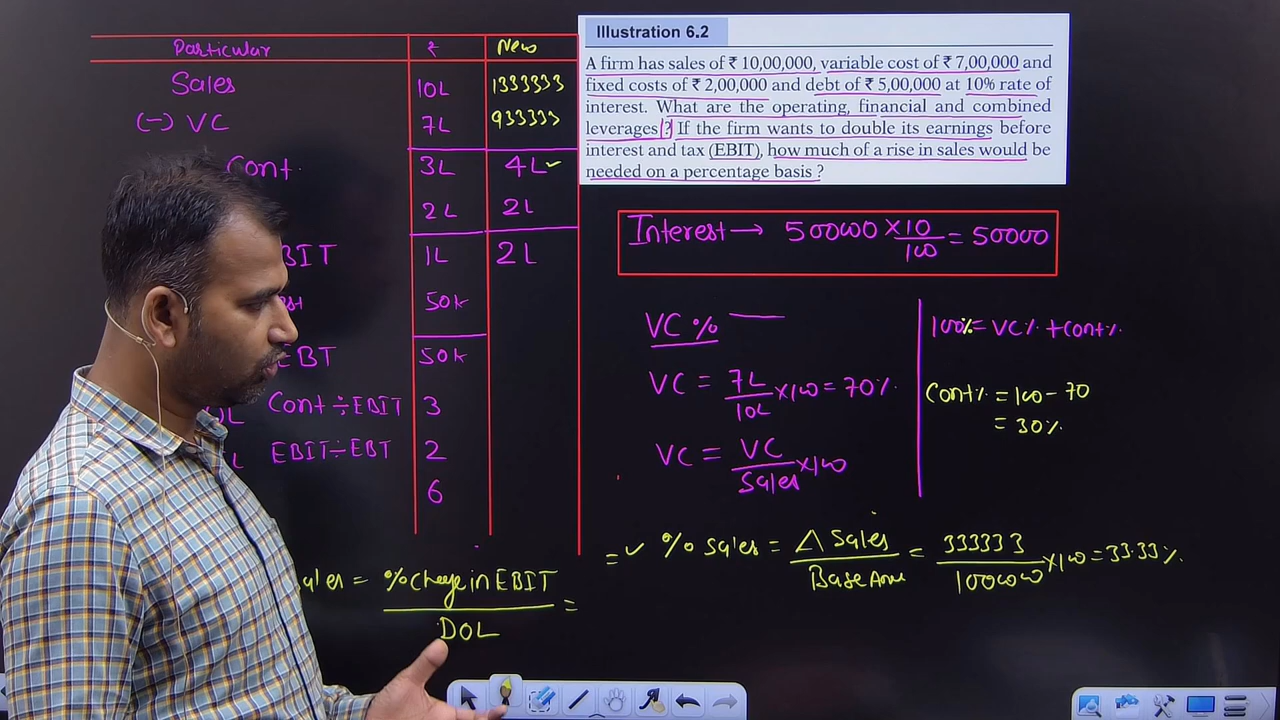 Particular ₹ New
Sales 10L 1333333
(-) VC 7L 933333
Cont. 3L 4L ✓
2L 2L
BIT 1L 2L
st 50k
EBT 50k
OL Cont ÷ EBIT 3
L EBIT ÷ EBT 2
6
ales = % Change in EBIT / DOL =
Illustration 6.2
A firm has sales of ₹ 10,00,000, variable cost of ₹ 7,00,000 and
fixed costs of ₹ 2,00,000 and debt of ₹ 5,00,000 at 10% rate of
interest. What are the operating, financial and combined
leverages ? If the firm wants to double its earnings before
interest and tax (EBIT), how much of a rise in sales would be
needed on a percentage basis ?
Interest → 500000 × 10/100 = 50000
VC %
VC = 7L/10L × 100 = 70%.
VC = VC/Sales × 100
100% = VC% + Cont%.
Cont% = 100 - 70
= 30%.
= ✓ % Sales = Δ Sales / Base = 333333/1000000 × 100 = 33.33%.